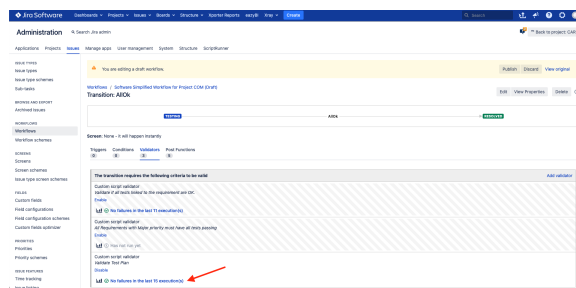 Jira Software
Dashboards Projects Issues Boards Structure Xporter Reports eazyBI Xray Create
Search
Administration
Search Jira admin
Back to project: CAR
Applications Projects Issues Manage apps User management System Structure ScriptRunner
ISSUE TYPES
Issue types
Issue type schemes
Sub-tasks
BROWSE AND EXPORT
Archived issues
WORKFLOWS
Workflows
Workflow schemes
SCREENS
Screens
Screen schemes
Issue type screen schemes
FIELDS
Custom fields
Field configurations
Field configuration schemes
Custom fields optimizer
PRIORITIES
Priorities
Priority schemes
ISSUE FEATURES
Time tracking
You are editing a draft workflow.
Publish Discard View original
Workflows / Software Simplified Workflow for Project COM (Draft)
Transition: AllOk
Edit View Properties Delete
TESTING AllOk RESOLVED
Screen: None - it will happen instantly
Triggers Conditions Validators Post Functions
0 0 3
The transition requires the following criteria to be valid
Add validator
Custom script validator
Validate if all tests linked to the requirement are OK.
Enable
No failures in the last 11 execution(s)
Custom script validator
All Requirements with Major priority must have all tests passing
Enable
Has not run yet
Custom script validator
Validate Test Plan
Disable
No failures in the last 15 execution(s)